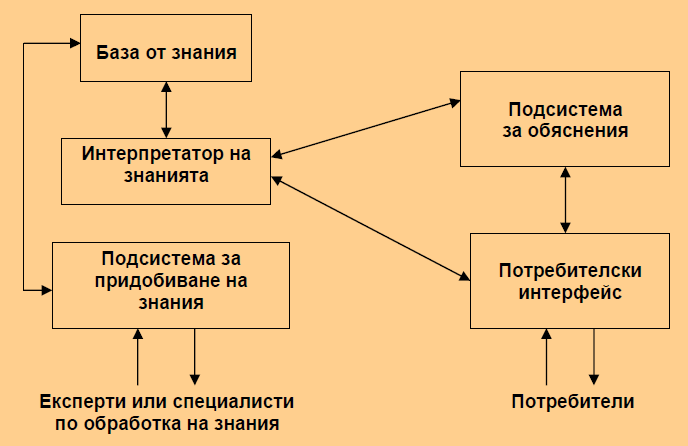 База от знания
Интерпретатор на
знанията
Подсистема за
придобиване на
знания
Експерти или специалисти
по обработка на знания
Подсистема
за обяснения
Потребителски
интерфейс
Потребители